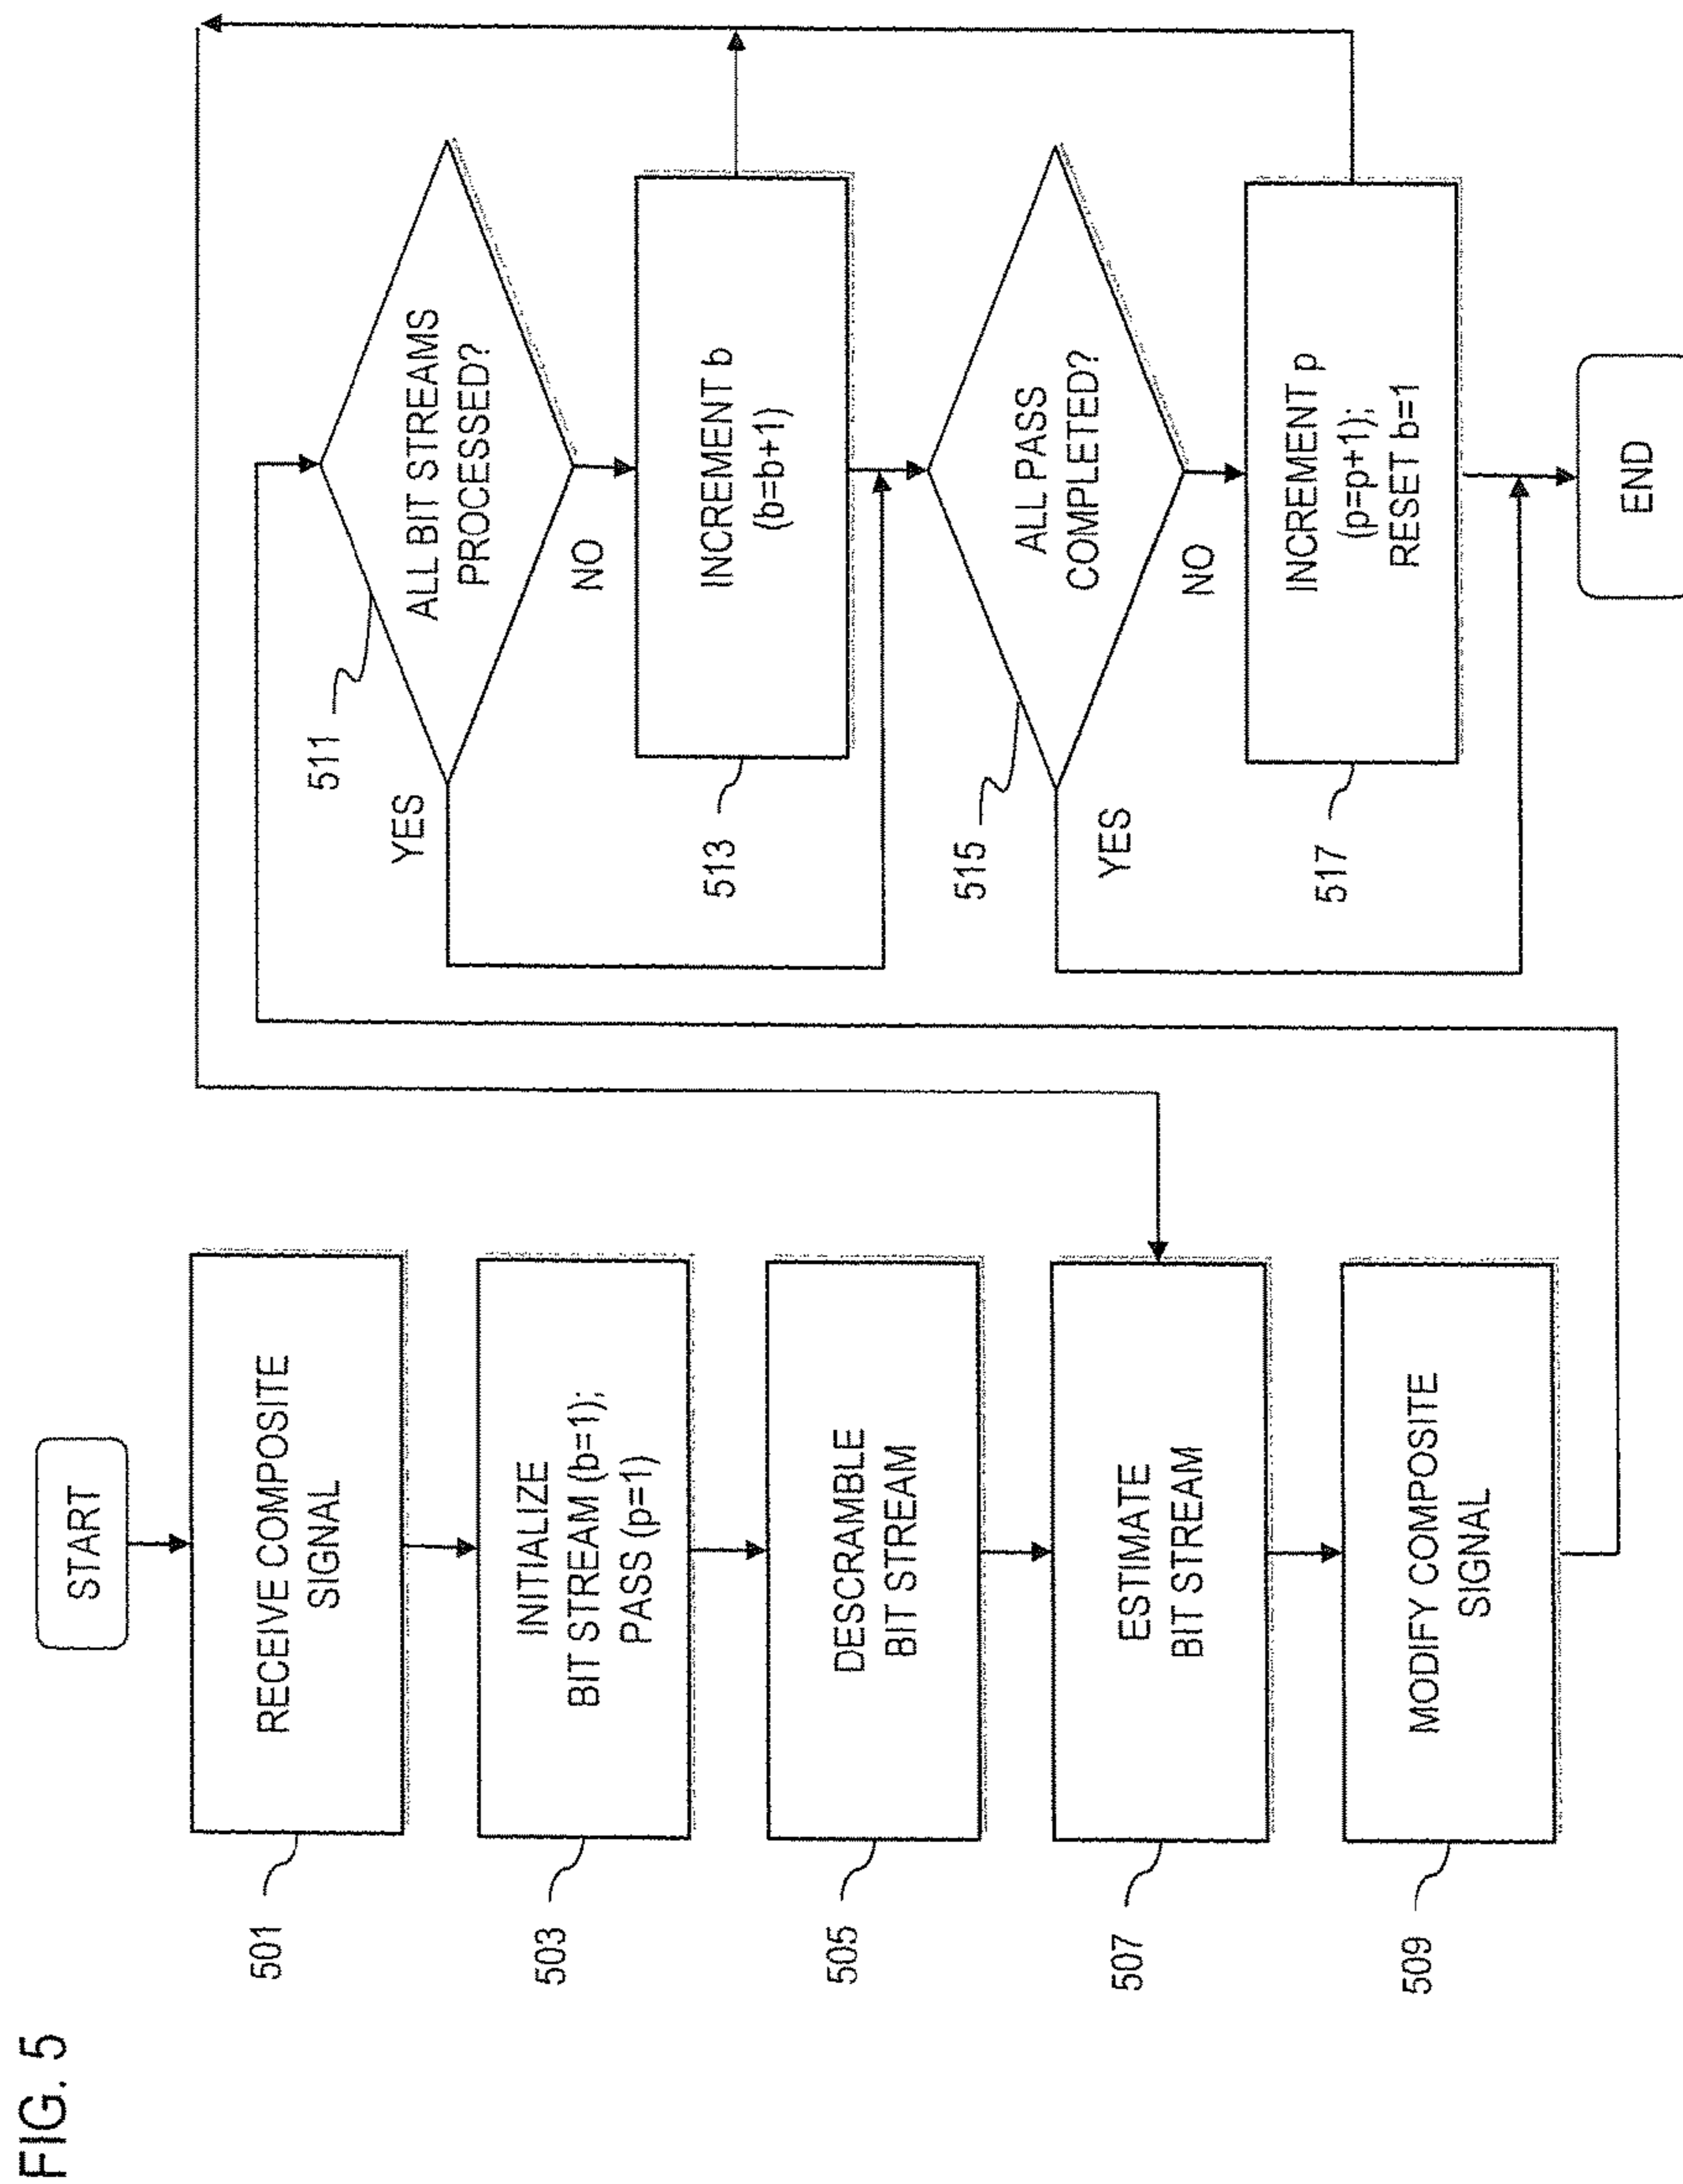 FIG. 5
START
RECEIVE COMPOSITE
SIGNAL
501
INITIALIZE
BIT STREAM (b=1);
PASS (p=1)
503
DESCRAMBLE
BIT STREAM
505
ESTIMATE
BIT STREAM
507
MODIFY COMPOSITE
SIGNAL
509
ALL BIT STREAMS
PROCESSED?
511
YES
NO
INCREMENT b
(b=b+1)
513
ALL PASS
COMPLETED?
515
YES
NO
INCREMENT p
(p=p+1);
RESET b=1
517
END